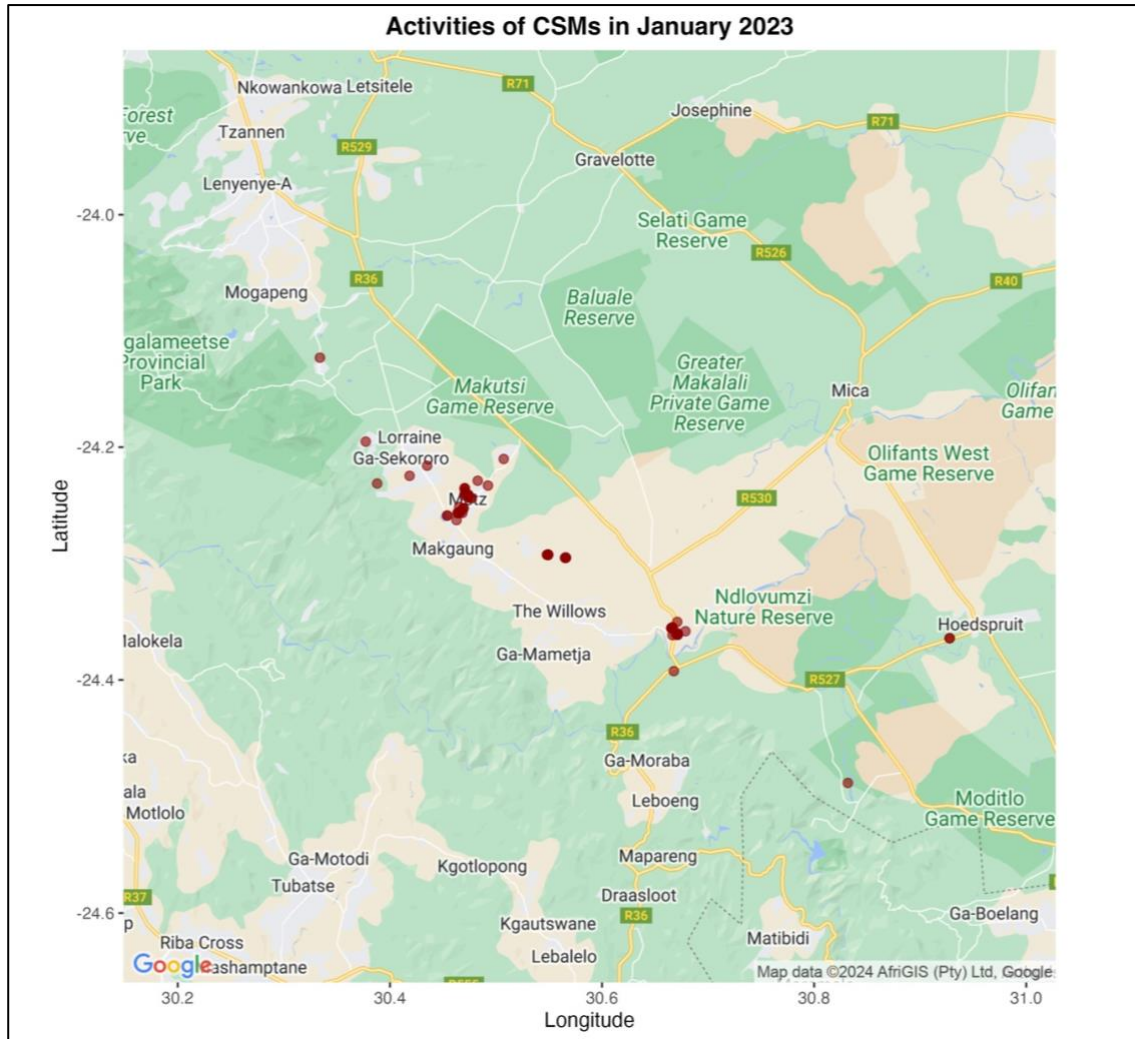 Activities of CSMs in January 2023
Nkowankowa Letsitele
R71
Josephine
Forest
rve
Tzannen
R71
R529
Gravelotte
Lenyenye-A
-24.0
Selati Game
Reserve
R526
R36
R40
Mogapeng
Baluale
Reserve
galameetse
Provincial
Park
Greater
Makalali
Private Game
Reserve
Makutsi
Game Reserve
Mica
Olifan
Game
-24.2
Lorraine
Ga-Sekororo
Olifants West
Game Reserve
R530
Makgaung
Latitude
Ndlovumzi
Nature Reserve
The Willows
Hoedspruit
Malokela
Ga-Mametja
-24.4
R527
R36
Ga-Moraba
ka
ala
Leboeng
Motlolo
Moditlo
Game Reserve
Ga-Motodi
Mapareng
Kgotlopong
Tubatse
Draasloot
R37
-24.6
R36
Ga-Boelang
p
Kgautswane
Riba Cross
Matibidi
Lebalelo
Google
ashamptane
Map data ©2024 AfriGIS (Pty) Ltd, Google
30.2
30.4
30.6
30.8
31.0
Longitude